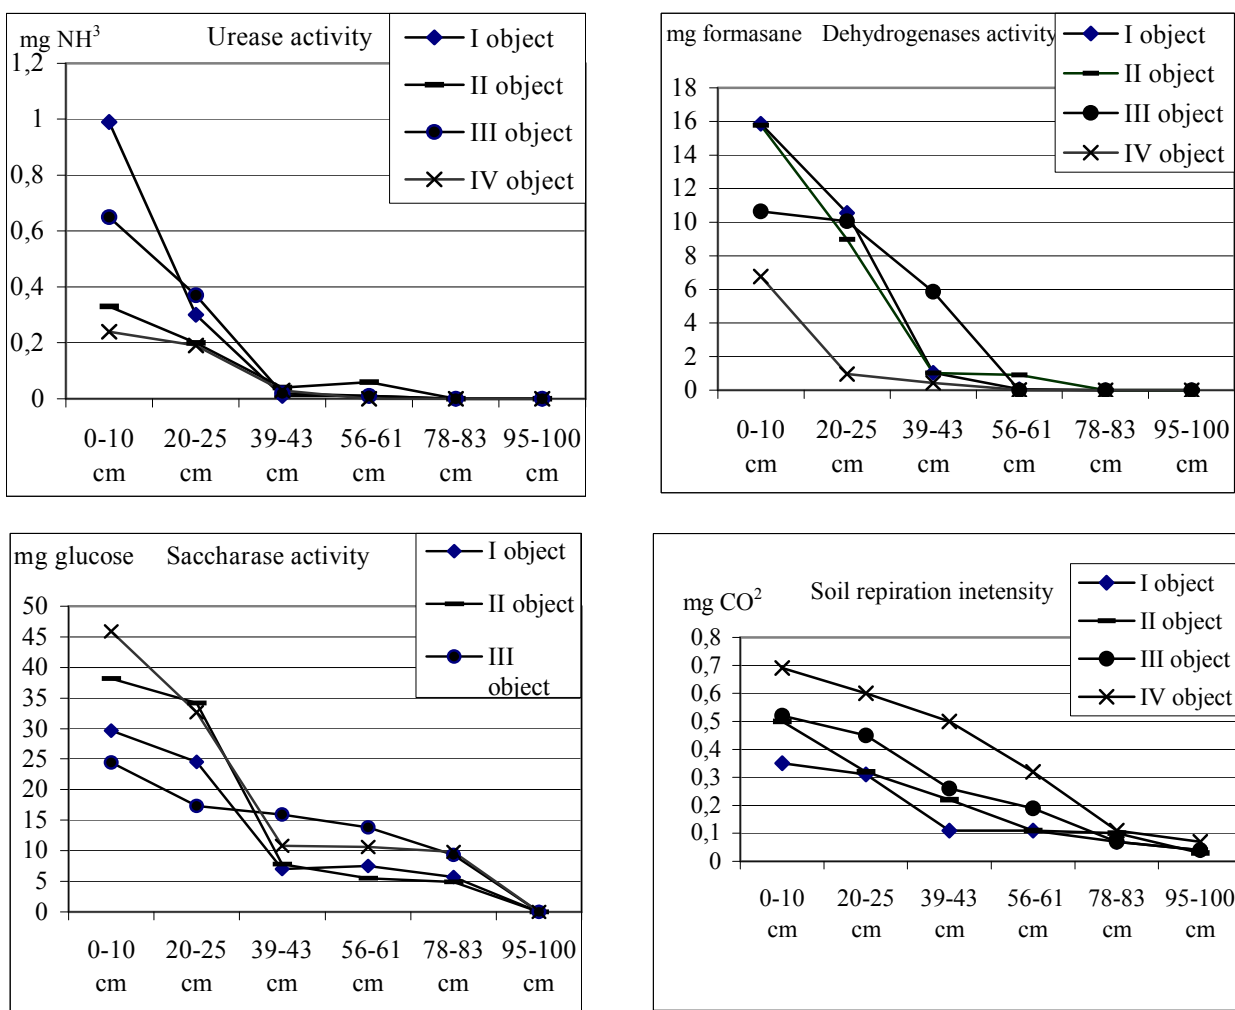 mg NH³ Urease activity
I object
II object
III object
IV object
1,2
1
0,8
0,6
0,4
0,2
0
0-10 20-25 39-43 56-61 78-83 95-100
cm cm cm cm cm cm
mg formasane Dehydrogenases activity
I object
II object
III object
IV object
18
16
14
12
10
8
6
4
2
0
0-10 20-25 39-43 56-61 78-83 95-100
cm cm cm cm cm cm
mg glucose Saccharase activity
I object
II object
III
object
50
45
40
35
30
25
20
15
10
5
0
0-10 20-25 39-43 56-61 78-83 95-100
cm cm cm cm cm cm
mg CO² Soil repiration inetensity
I object
II object
III object
IV object
0,8
0,7
0,6
0,5
0,4
0,3
0,2
0,1
0
0-10 20-25 39-43 56-61 78-83 95-100
cm cm cm cm cm cm